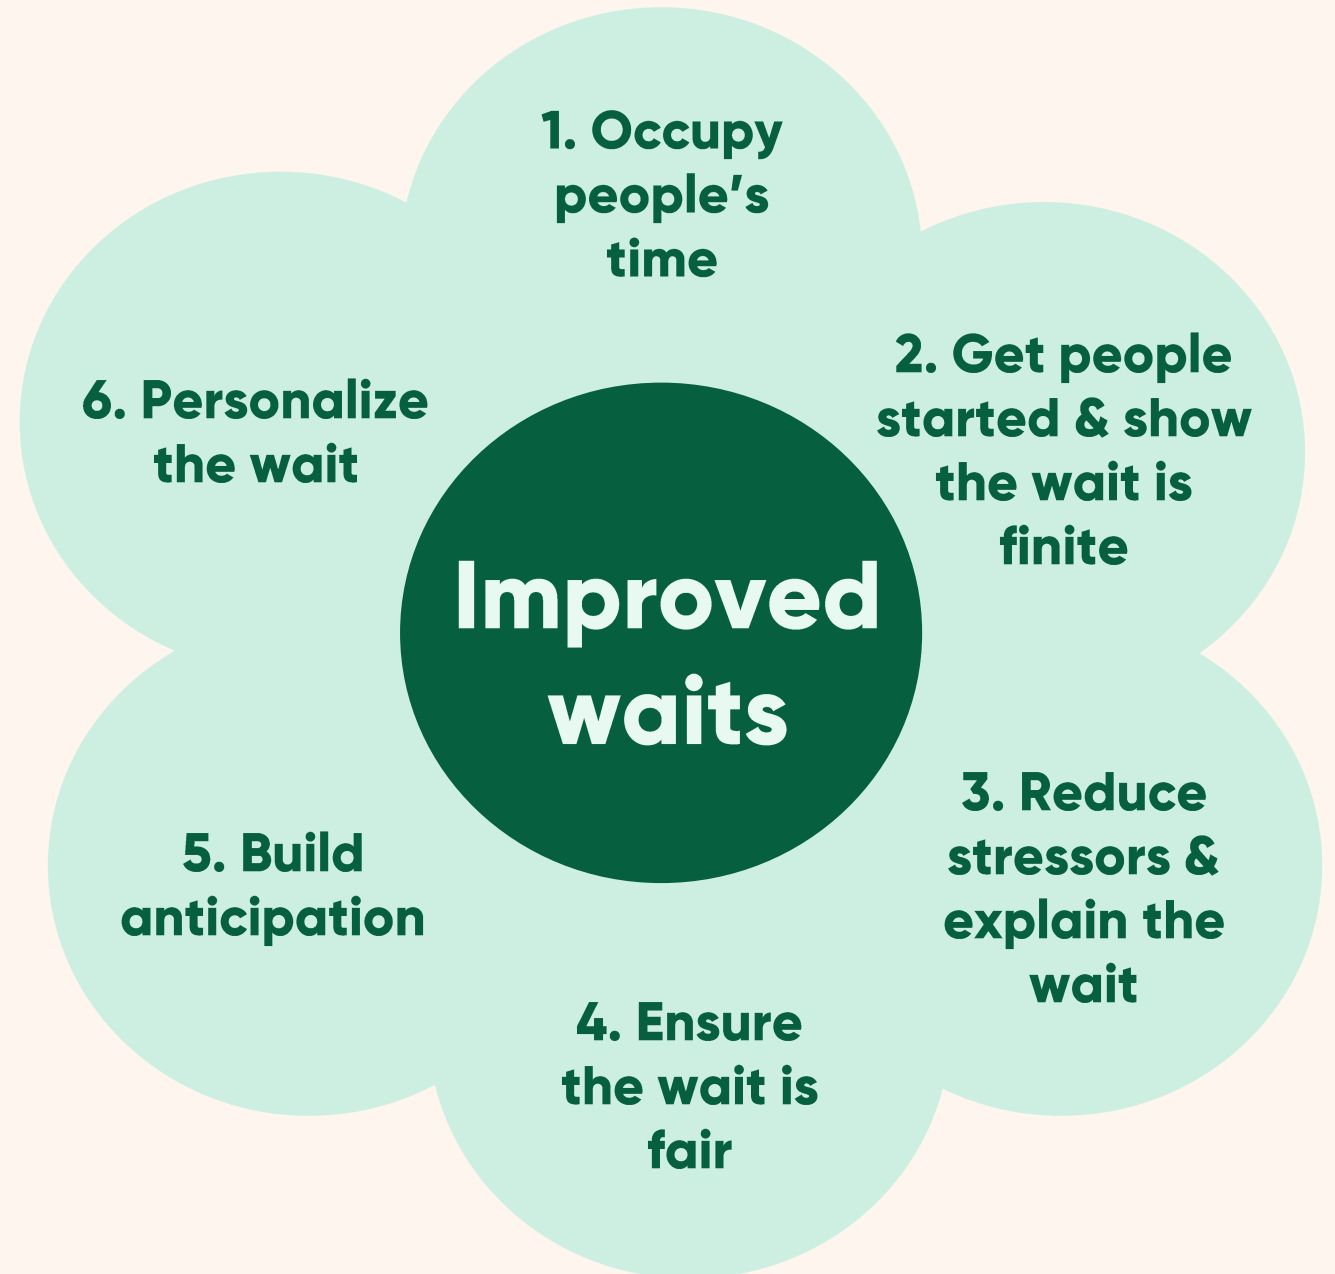 1. Occupy
people’s
time
2. Get people
started & show
the wait is
finite
3. Reduce
stressors &
explain the
wait
4. Ensure
the wait is
fair
5. Build
anticipation
6. Personalize
the wait
Improved
waits